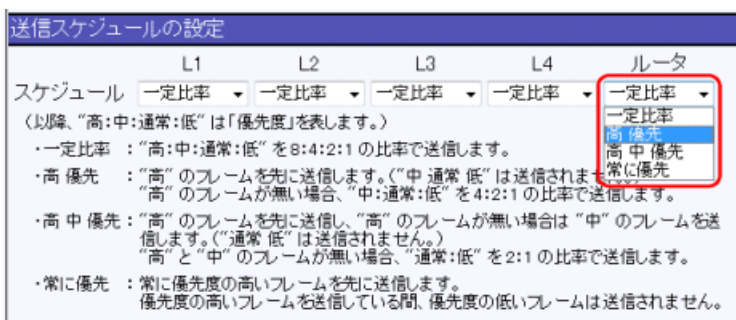 送信スケジュールの設定
L1 L2 L3 L4 ルータ
スケジュール 一定比率 一定比率 一定比率 一定比率 一定比率
一定比率
高 優先
高 中 優先
常に優先
(以降、"高:中:通常:低" は「優先度」を表します。)
・一定比率 : "高:中:通常:低" を8:4:2:1 の比率で送信します。
・高 優先 : "高" のフレームを先に送信します。("中 通常 低" は送信されませ
"高" のフレームが無い場合、"中:通常:低" を4:2:1 の比率で送信します。
・高 中 優先 : "高" のフレームを先に送信し、"高" のフレームが無い場合は "中" のフレームを送
信します。("通常 低" は送信されません。)
"高" と "中" のフレームが無い場合、"通常:低" を2:1 の比率で送信します。
・常に優先 : 常に優先度の高いフレームを先に送信します。
優先度の高いフレームを送信している間、優先度の低いフレームは送信されません。